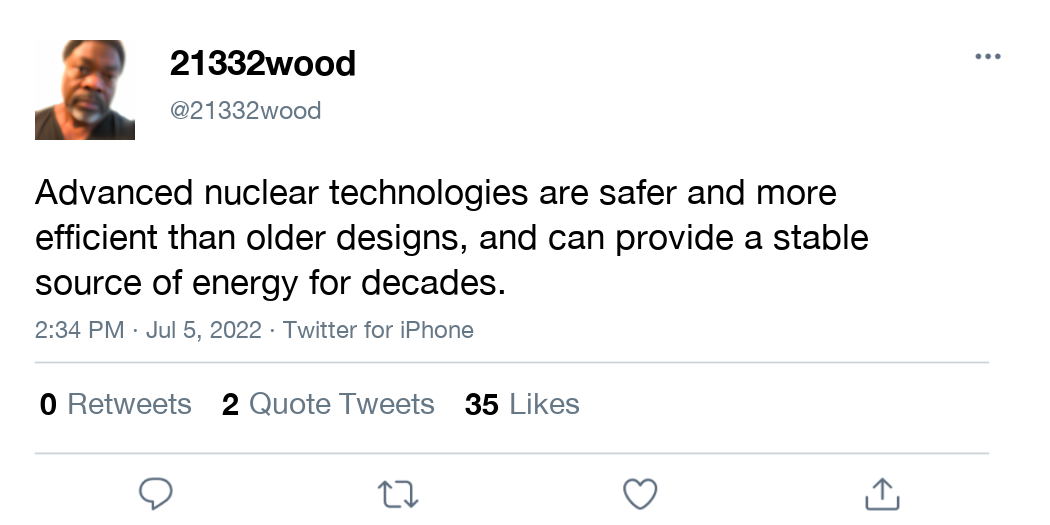 21332wood
@21332wood
Advanced nuclear technologies are safer and more
efficient than older designs, and can provide a stable
source of energy for decades.
2:34 PM · Jul 5, 2022 · Twitter for iPhone
0 Retweets 2 Quote Tweets 35 Likes